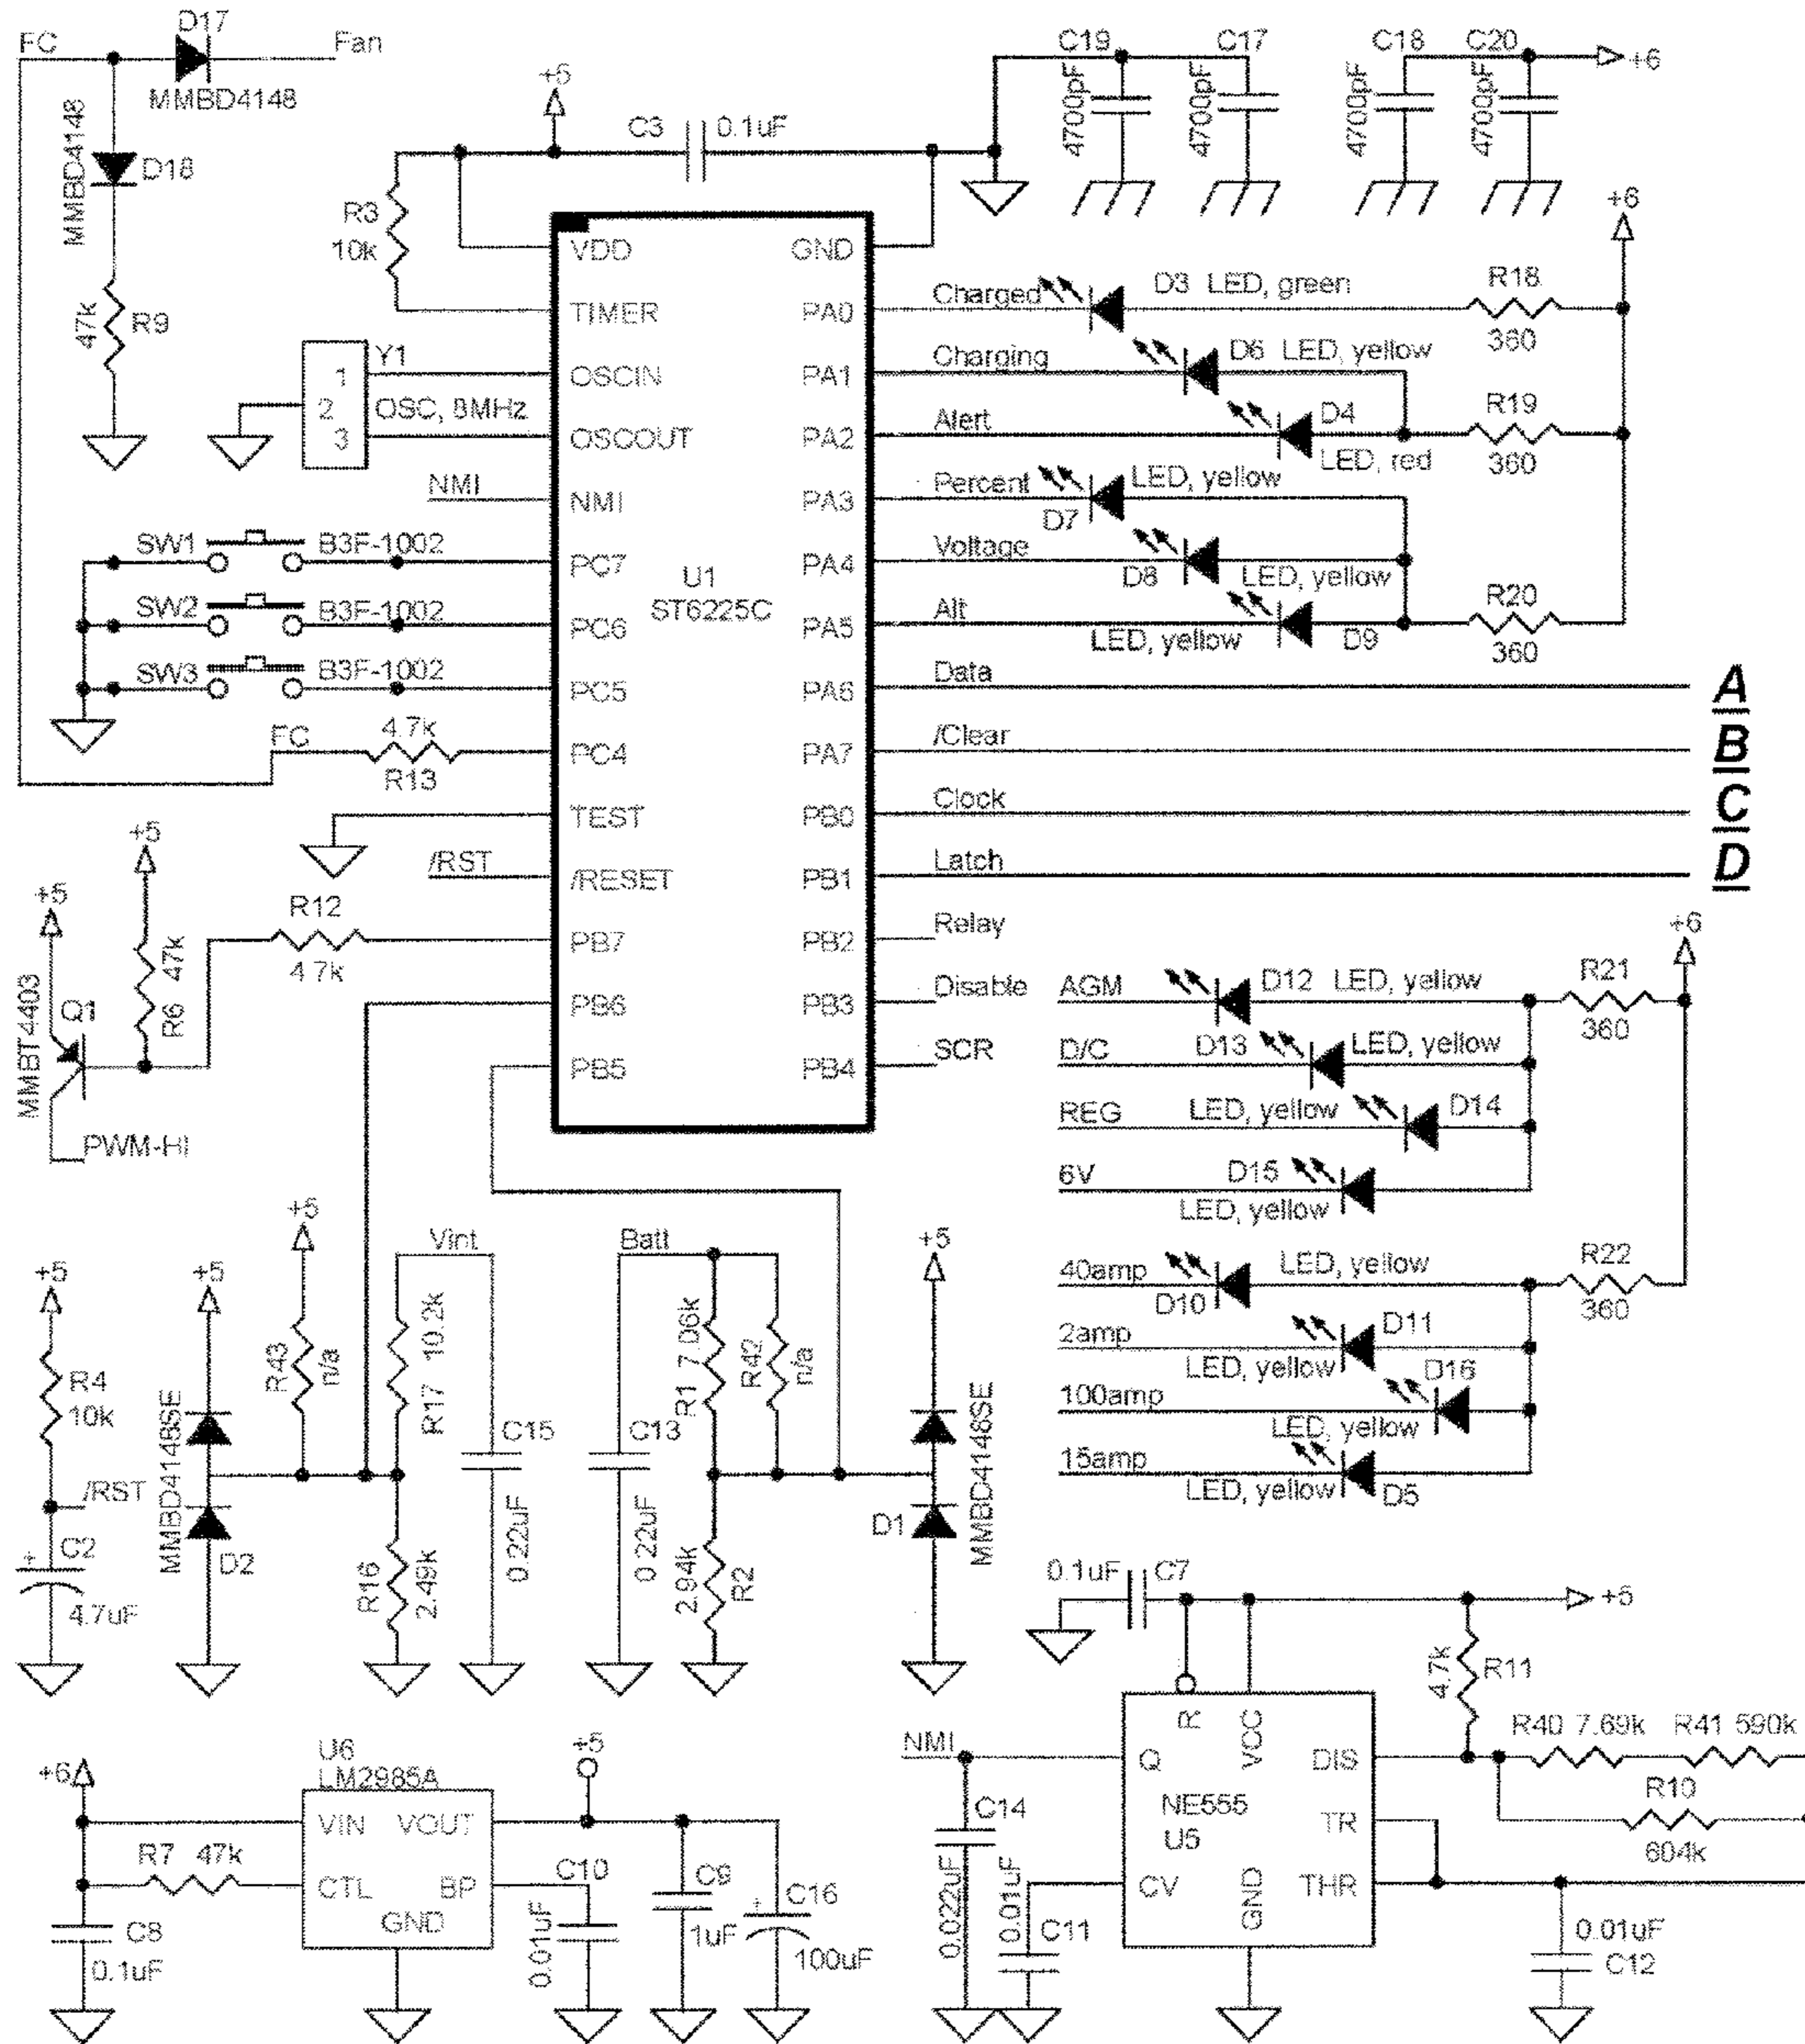 FC
D17
Fan
MMBD4148
MMBD4148
D18
47k
R9
+5
C3
0.1uF
R3
10k
C19
C17
C18
C20
4700pF
4700pF
4700pF
4700pF
+6
+6
VDD
GND
TIMER
PA0
OSCIN
PA1
OSCOUT
PA2
NMI
PA3
PC7
PA4
PC6
PA5
PC5
PA6
PC4
PA7
TEST
PB0
/RESET
PB1
PB7
PB2
PB6
PB3
PB5
PB4
U1
ST6225C
Y1
1
2
3
OSC, 8MHz
NMI
SW1
B3F-1002
SW2
B3F-1002
SW3
B3F-1002
FC
4.7k
R13
/RST
Charged
D3 LED, green
R18
360
Charging
D6 LED, yellow
Alert
D4
LED, red
R19
360
Percent
LED, yellow
D7
Voltage
D8
LED, yellow
Alt
LED, yellow
D9
R20
360
Data
A
/Clear
B
Clock
C
Latch
D
Relay
Disable
SCR
+5
+5
R12
4.7k
47k
R6
Q1
MMBT4403
PWM-HI
+6
AGM
D12 LED, yellow
R21
360
D/C
D13
LED, yellow
REG
LED, yellow
D14
6V
D15
LED, yellow
40amp
LED, yellow
D10
R22
360
2amp
D11
LED, yellow
100amp
D16
LED, yellow
15amp
LED, yellow
D5
+5
R4
10k
/RST
C2
+
4.7uF
+5
MMBD4148SE
D2
+5
R43
n/a
Vint
R17 10.2k
R16
2.49k
C15
0.22uF
Batt
R1 7.06k
R42
n/a
C13
0.22uF
2.94k
R2
+5
D1
MMBD4148SE
+6
U6
LM2985A
VIN
VOUT
CTL
BP
GND
R7 47k
C8
0.1uF
+5
C10
0.01uF
C9
1uF
+
C16
100uF
0.1uF
C7
+5
4.7k
R11
R
VCC
Q
DIS
NE555
U5
TR
CV
GND
THR
NMI
C14
0.022uF
0.01uF
C11
R40 7.69k
R41 590k
R10
604k
0.01uF
C12